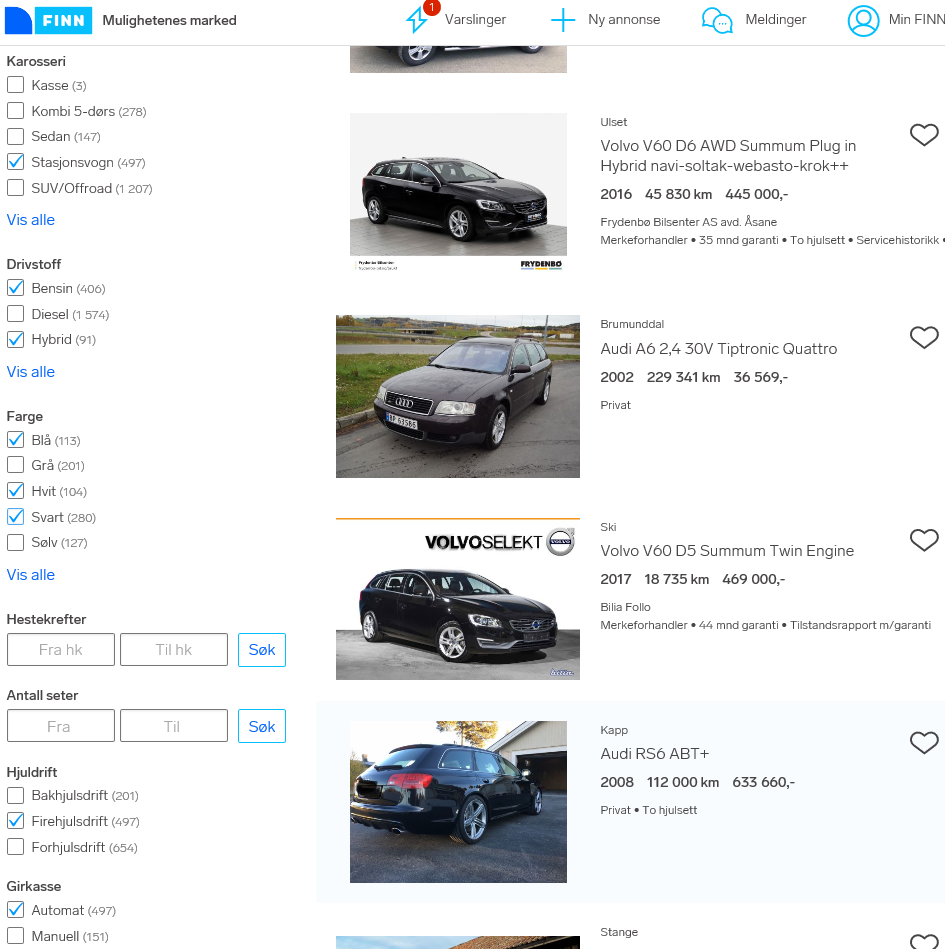 FINN
Mulighetenes marked
1
Varslinger
Ny annonse
Meldinger
Min FINN
Karosseri
Kasse (3)
Kombi 5-dørs (278)
Sedan (147)
Stasjonsvogn (497)
SUV/Offroad (1 207)
Vis alle
Drivstoff
Bensin (406)
Diesel (1 574)
Hybrid (91)
Vis alle
Farge
Blå (113)
Grå (201)
Hvit (104)
Svart (280)
Sølv (127)
Vis alle
Hestekrefter
Fra hk
Til hk
Søk
Antall seter
Fra
Til
Søk
Hjuldrift
Bakhjulsdrift (201)
Firehjulsdrift (497)
Forhjulsdrift (654)
Girkasse
Automat (497)
Manuell (151)
Frydenbø Bilsenter
FRYDENBØ
Ulset
Volvo V60 D6 AWD Summum Plug in
Hybrid navi-soltak-webasto-krok++
2016 45 830 km 445 000,-
Frydenbø Bilsenter AS avd. Åsane
Merkeforhandler • 35 mnd garanti • To hjulsett • Servicehistorikk •
Brumunddal
Audi A6 2,4 30V Tiptronic Quattro
2002 229 341 km 36 569,-
Privat
VOLVOSELEKT
VOLVO
bilia
Ski
Volvo V60 D5 Summum Twin Engine
2017 18 735 km 469 000,-
Bilia Follo
Merkeforhandler • 44 mnd garanti • Tilstandsrapport m/garanti
Kapp
Audi RS6 ABT+
2008 112 000 km 633 660,-
Privat • To hjulsett
Stange